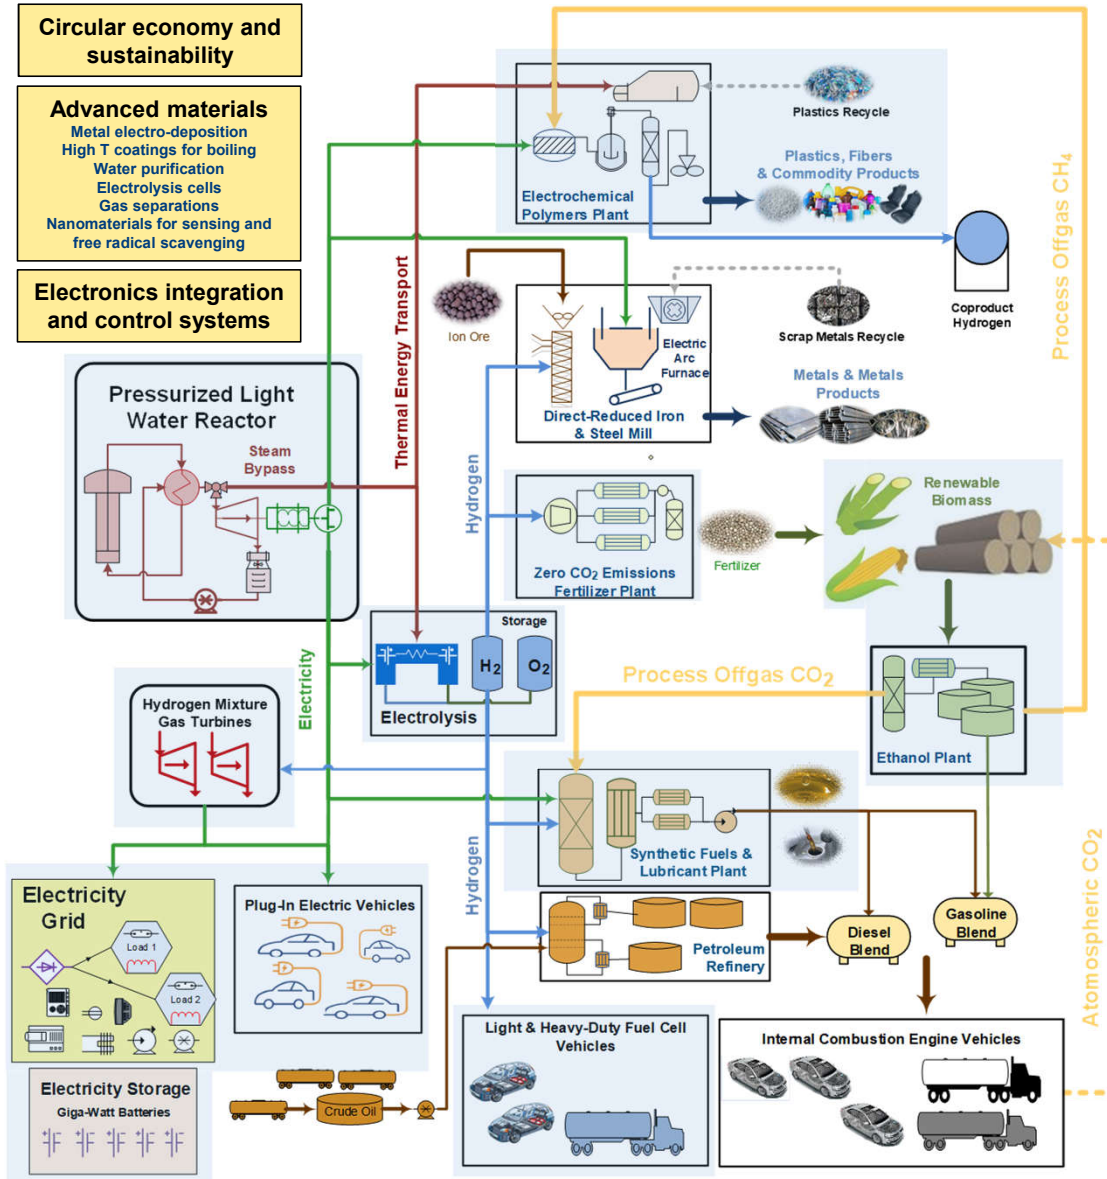 Circular economy and
sustainability
Advanced materials
Metal electro-deposition
High T coatings for boiling
Water purification
Electrolysis cells
Gas separations
Nanomaterials for sensing and
free radical scavenging
Electronics integration
and control systems
Plastics Recycle
Plastics, Fibers
& Commodity Products
Electrochemical
Polymers Plant
Process Offgas CH4
Coproduct
Hydrogen
Thermal Energy Transport
Ion Ore
Electric
Arc
Furnace
Scrap Metals Recycle
Metals & Metals
Products
Direct-Reduced Iron
& Steel Mill
Pressurized Light
Water Reactor
Steam
Bypass
Hydrogen
Zero CO2 Emissions
Fertilizer Plant
Fertilizer
Renewable
Biomass
Storage
H2
O2
Electrolysis
Electricity
Process Offgas CO2
Ethanol Plant
Hydrogen Mixture
Gas Turbines
Synthetic Fuels &
Lubricant Plant
Hydrogen
Atomospheric CO2
Electricity
Grid
Load 1
Load 2
Plug-In Electric Vehicles
Petroleum
Refinery
Diesel
Blend
Gasoline
Blend
Light & Heavy-Duty Fuel Cell
Vehicles
Internal Combustion Engine Vehicles
Electricity Storage
Giga-Watt Batteries
Crude Oil